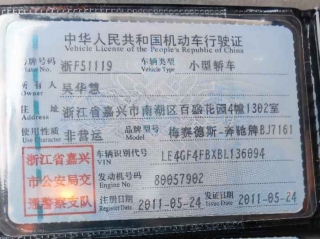 中华人民共和国机动车行驶证
Vehicle License of the People's Republic of China
号牌号码 浙F51119 车辆类型 小型轿车
Plate No. Vehicle Type
所有人 吴华慧
Owner
住址 浙江省嘉兴市南湖区百盛花园4幢1302室
Address
使用性质 非营运 品牌型号 梅赛德斯-奔驰牌BJ7161
Use Character Model
浙江省嘉兴
市公安局交
通警察支队
车辆识别代号 LE4GF4FBXBL136094
VIN
发动机号码 80057902
Engine No.
注册日期 2011-05-24 发证日期 2011-05-24
Register Date Issue Date